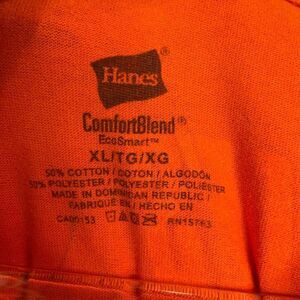 Hanes®
ComfortBlend®
EcoSmart™
XL/TG/XG
50% COTTON / COTON / ALGODÓN
50% POLYESTER / POLYESTER / POLIÉSTER
MADE IN DOMINICAN REPUBLIC /
FABRIQUÉ EN / HECHO EN
CA00153 RN15763